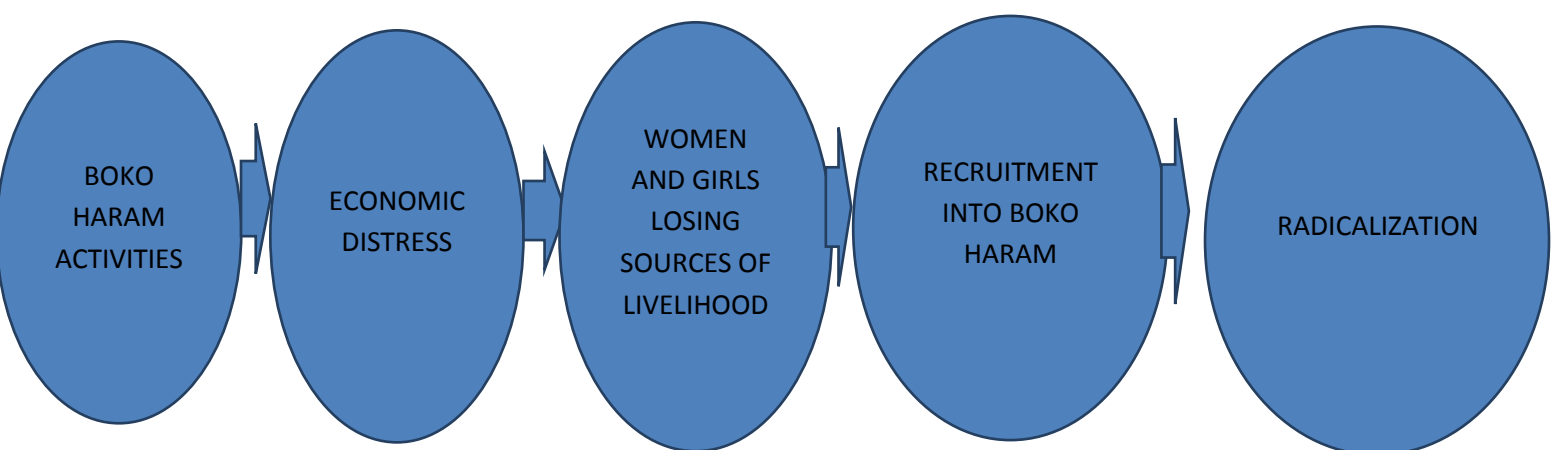 BOKO
HARAM
ACTIVITIES
ECONOMIC
DISTRESS
WOMEN
AND GIRLS
LOSING
SOURCES OF
LIVELIHOOD
RECRUITMENT
INTO BOKO
HARAM
RADICALIZATION